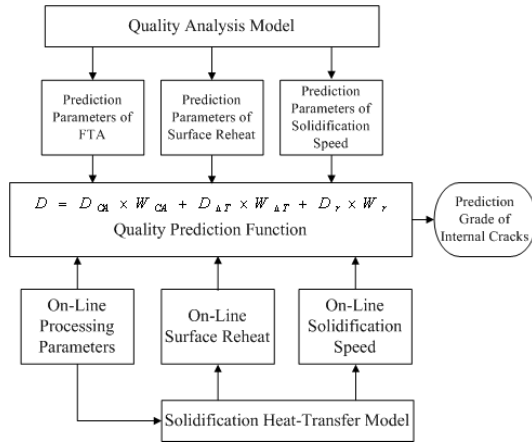 Quality Analysis Model
Prediction
Parameters of
FTA
Prediction
Parameters of
Surface Reheat
Prediction
Parameters of
Solidification
Speed
D = D_CA × W_CA + D_ΔT × W_ΔT + D_r × W_r
Quality Prediction Function
Prediction
Grade of
Internal Cracks
On-Line
Processing
Parameters
On-Line
Surface Reheat
On-Line
Solidification
Speed
Solidification Heat-Transfer Model